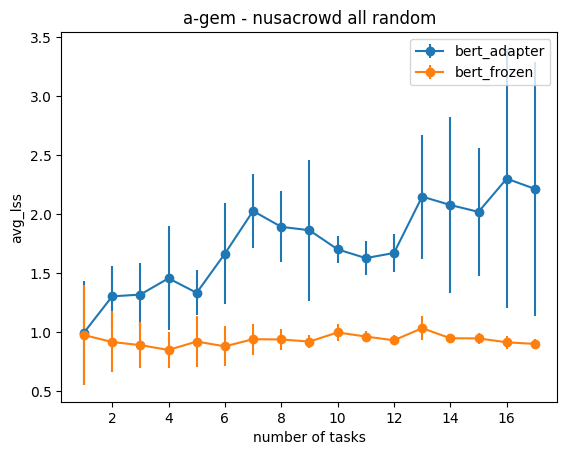 a-gem - nusacrowd all random
3.5
3.0
2.5
2.0
1.5
1.0
0.5
avg_lss
bert_adapter
bert_frozen
2 4 6 8 10 12 14 16
number of tasks